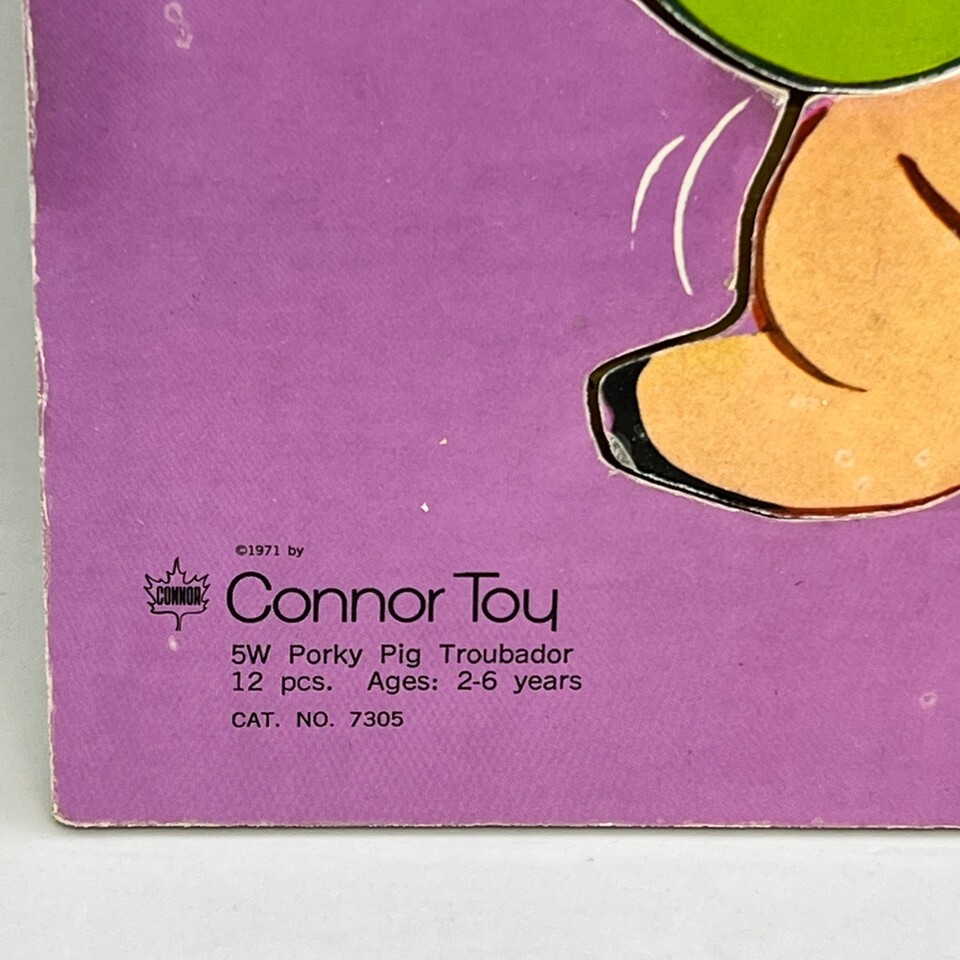 ©1971 by
CONNOR
Connor Toy
5W Porky Pig Troubador
12 pcs. Ages: 2-6 years
CAT. NO. 7305